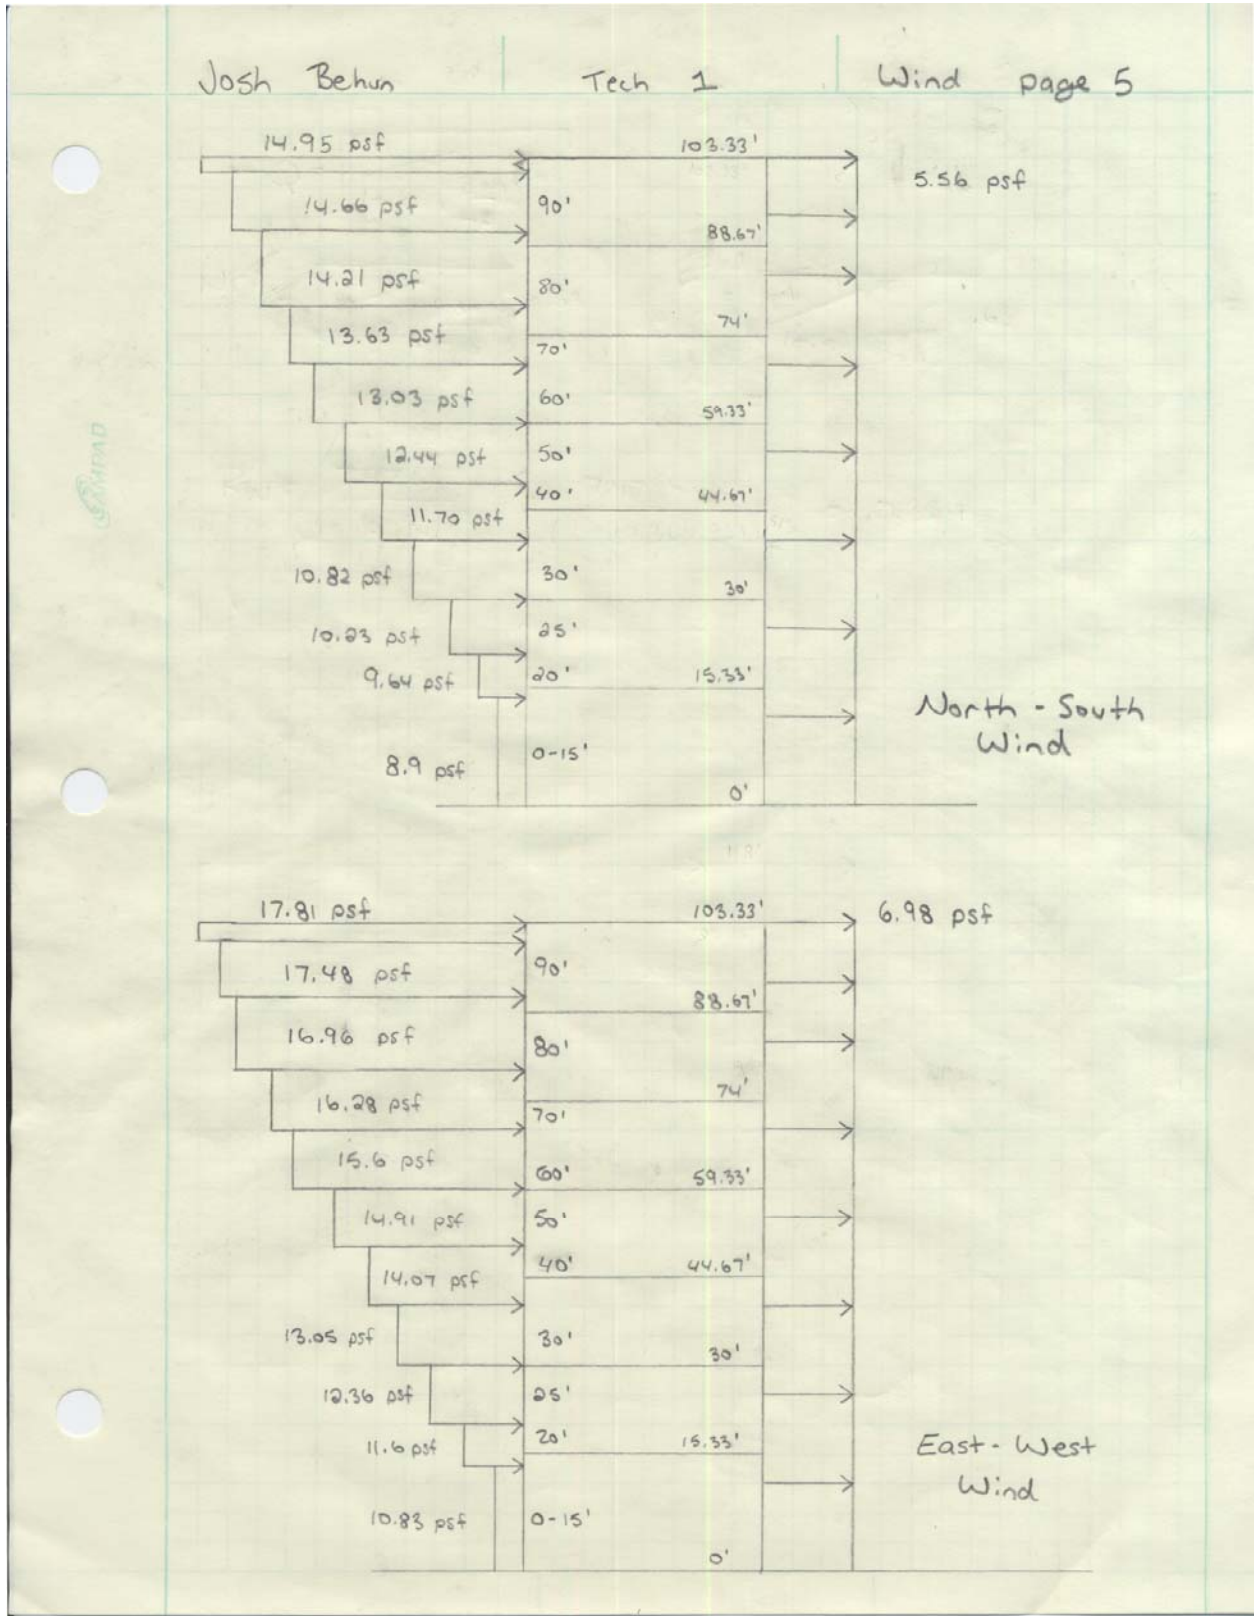 Josh Behun Tech 1 Wind page 5
14.95 psf 103.33'
5.56 psf
14.66 psf 90'
88.67'
14.21 psf 80'
13.63 psf 74'
70'
13.03 psf 60' 59.33'
12.44 psf 50'
40' 44.67'
11.70 psf
10.82 psf 30' 30'
10.23 psf 25'
9.64 psf 20' 15.33'
North - South
Wind
8.9 psf 0-15'
0'
17.81 psf 103.33' 6.98 psf
17.48 psf 90'
88.67'
16.96 psf 80'
16.28 psf 74'
70'
15.6 psf 60' 59.33'
14.91 psf 50'
14.07 psf 40' 44.67'
13.05 psf 30' 30'
12.36 psf 25'
11.6 psf 20' 15.33' East - West
Wind
10.83 psf 0-15'
0'
AMPAD